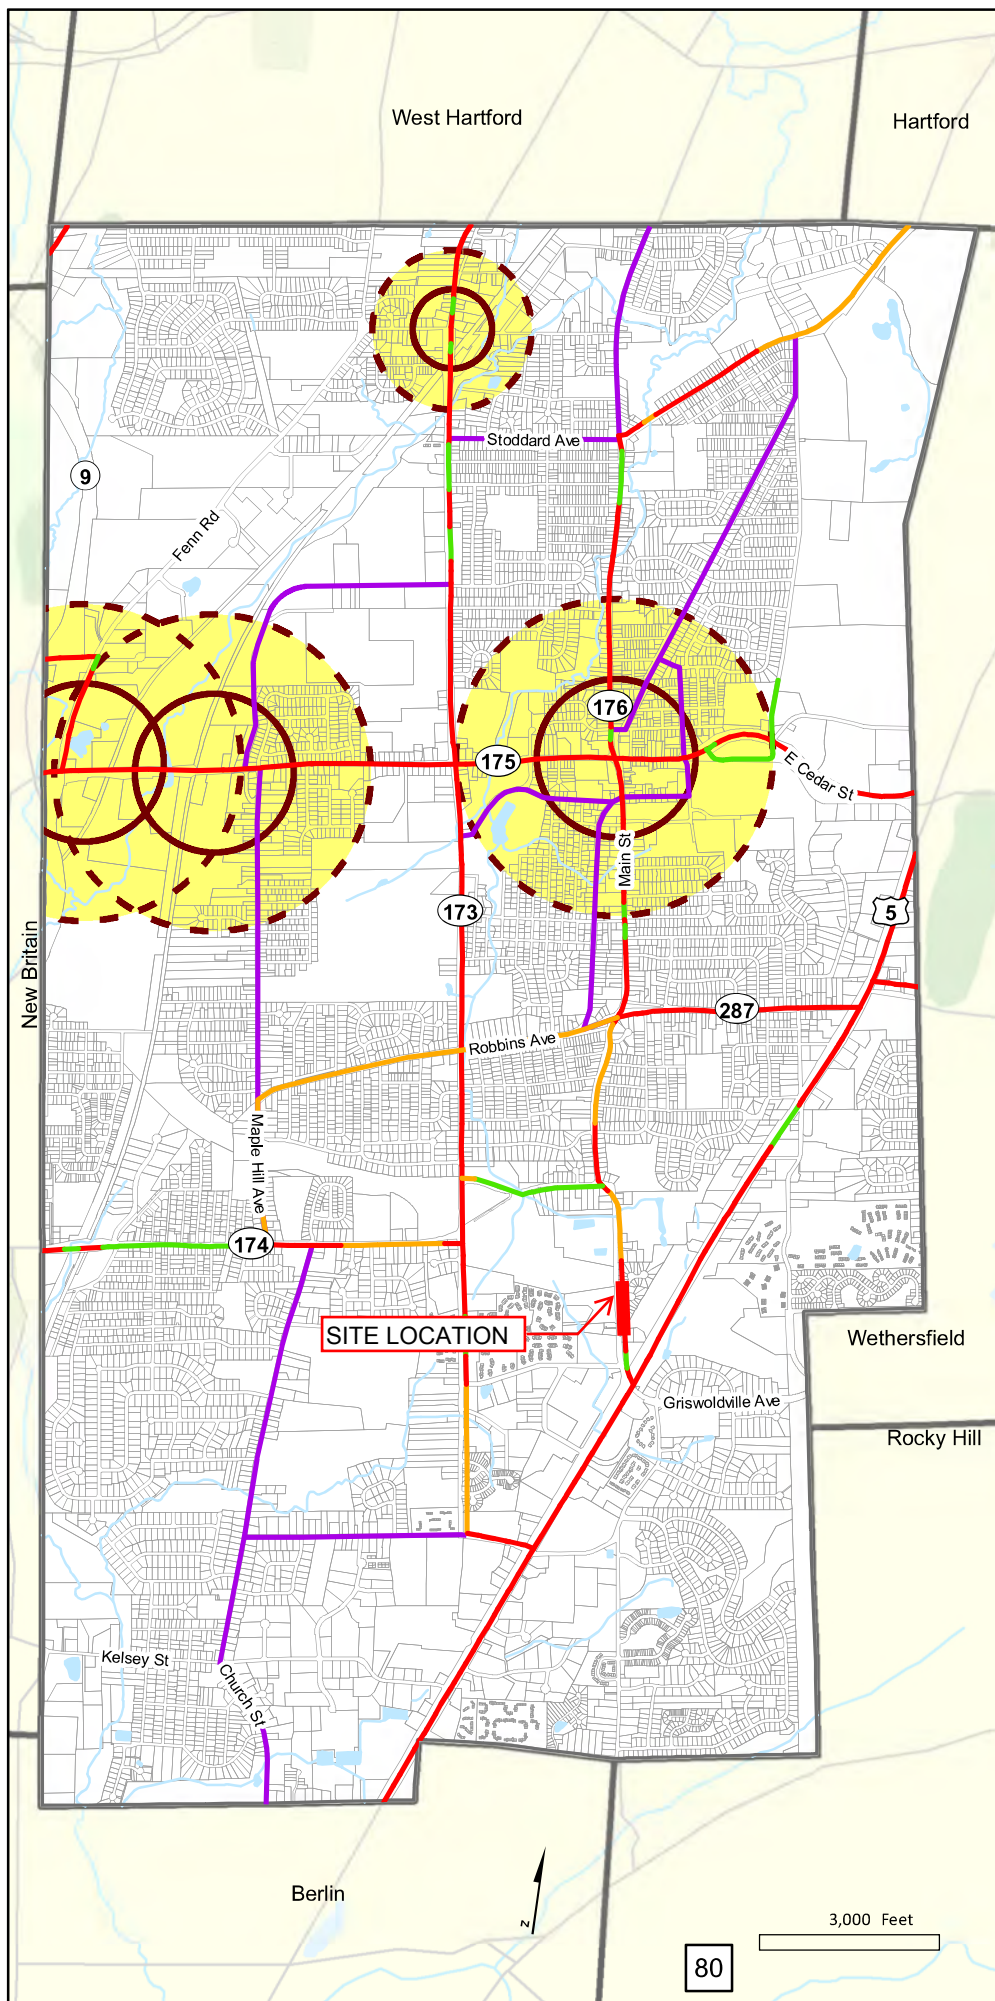 West Hartford
Hartford
Stoddard Ave
9
Fenn Rd
176
175
E Cedar St
Main St
173
5
New Britain
287
Robbins Ave
Maple Hill Ave
174
SITE LOCATION
Wethersfield
Griswoldville Ave
Rocky Hill
Kelsey St
Church St
Berlin
N
3,000 Feet
80